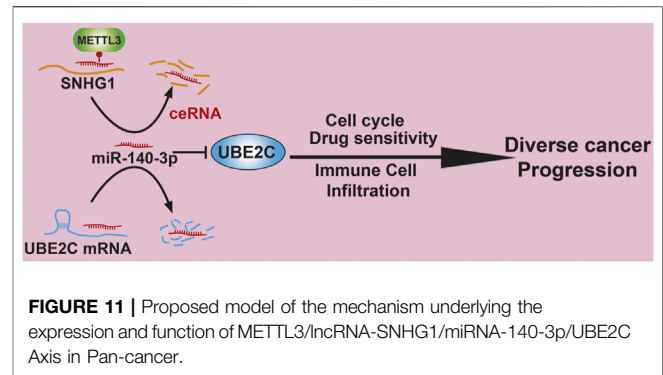 METTL3
SNHG1
ceRNA
miR-140-3p
UBE2C
UBE2C mRNA
Cell cycle
Drug sensitivity
Immune Cell
Infiltration
Diverse cancer
Progression
FIGURE 11 | Proposed model of the mechanism underlying the
expression and function of METTL3/lncRNA-SNHG1/miRNA-140-3p/UBE2C
Axis in Pan-cancer.